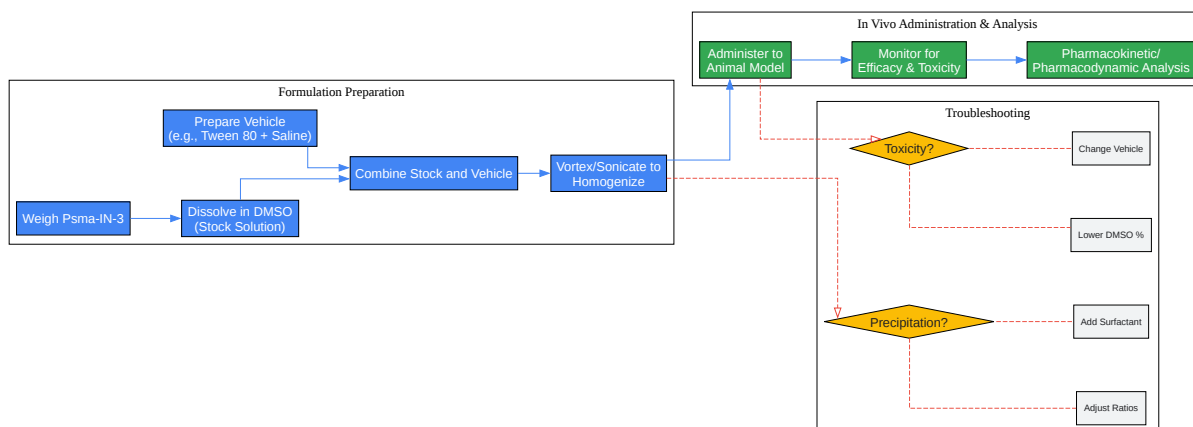 In Vivo Administration & Analysis
Administer to
Animal Model
Monitor for
Efficacy & Toxicity
Pharmacokinetic/
Pharmacodynamic Analysis
Formulation Preparation
Prepare Vehicle
(e.g., Tween 80 + Saline)
Combine Stock and Vehicle
Vortex/Sonicate to
Homogenize
Weigh Psma-IN-3
Dissolve in DMSO
(Stock Solution)
Troubleshooting
Toxicity?
Change Vehicle
Lower DMSO %
Precipitation?
Add Surfactant
Adjust Ratios